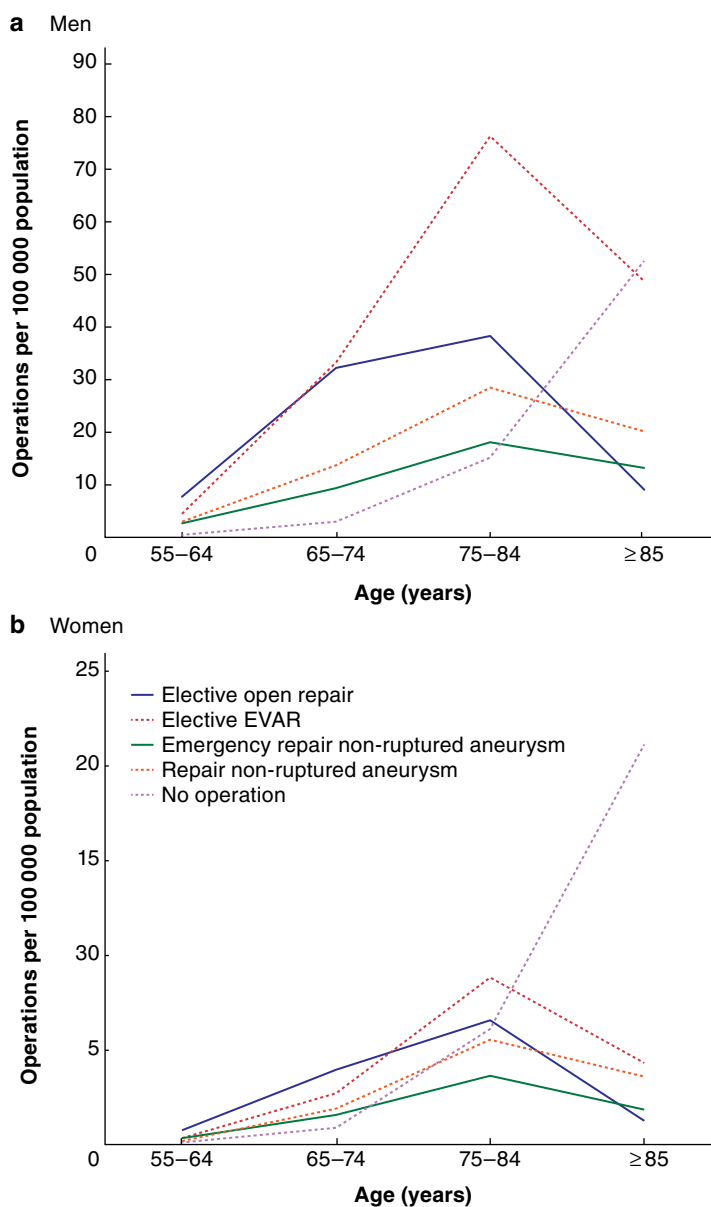 a Men
Operations per 100 000 population
90
80
70
60
50
40
30
20
10
0
55–64 65–74 75–84 ≥85
Age (years)
b Women
Operations per 100 000 population
25
20
15
30
5
0
Elective open repair
Elective EVAR
Emergency repair non-ruptured aneurysm
Repair non-ruptured aneurysm
No operation
55–64 65–74 75–84 ≥85
Age (years)